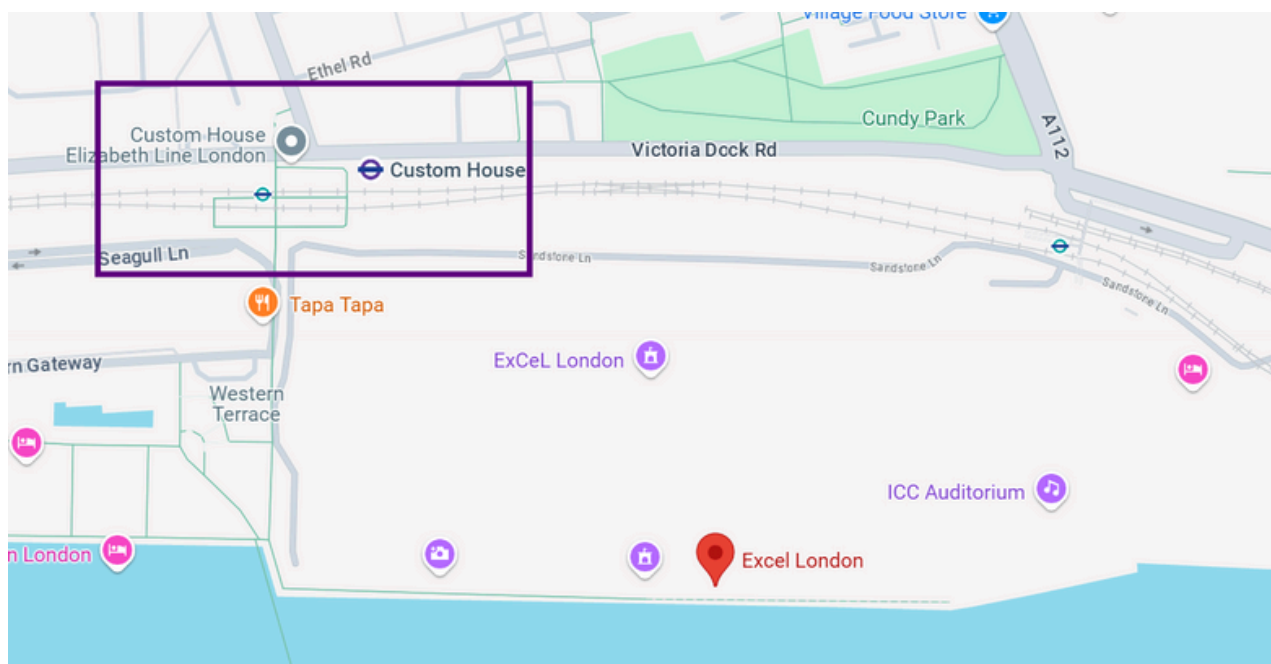 Village Food Store
Ethel Rd
Custom House
Elizabeth Line London
Custom House
Victoria Dock Rd
Cundy Park
A112
Seagull Ln
Sandstone Ln
Sandstone Ln
Sandstone Ln
Tapa Tapa
ExCeL London
rn Gateway
Western
Terrace
ICC Auditorium
n London
Excel London